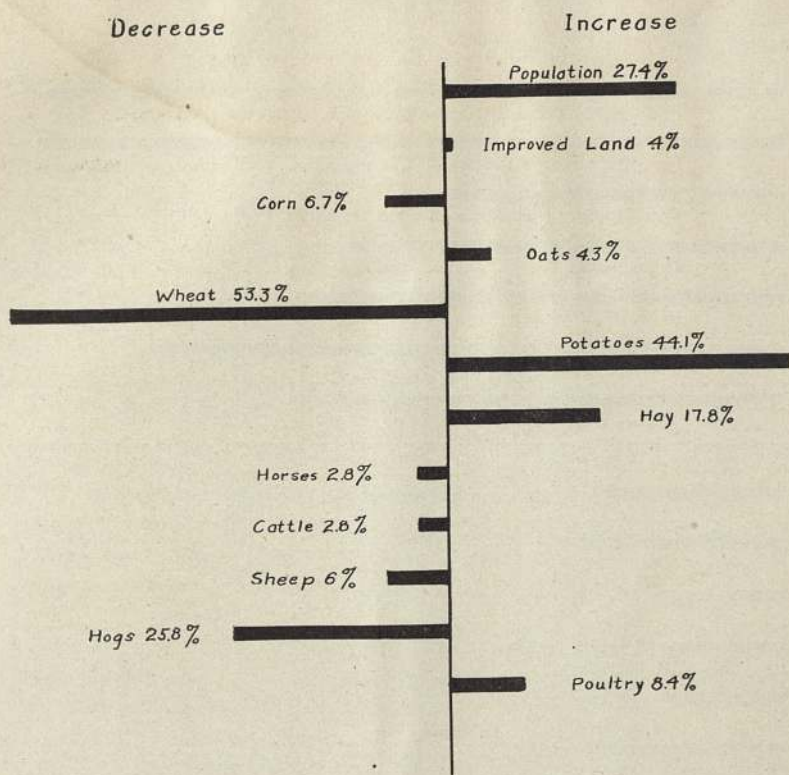 Decrease
Increase
Population 27.4%
Improved Land 4%
Corn 6.7%
Oats 4.3%
Wheat 53.3%
Potatoes 44.1%
Hay 17.8%
Horses 2.8%
Cattle 2.8%
Sheep 6%
Hogs 25.8%
Poultry 8.4%